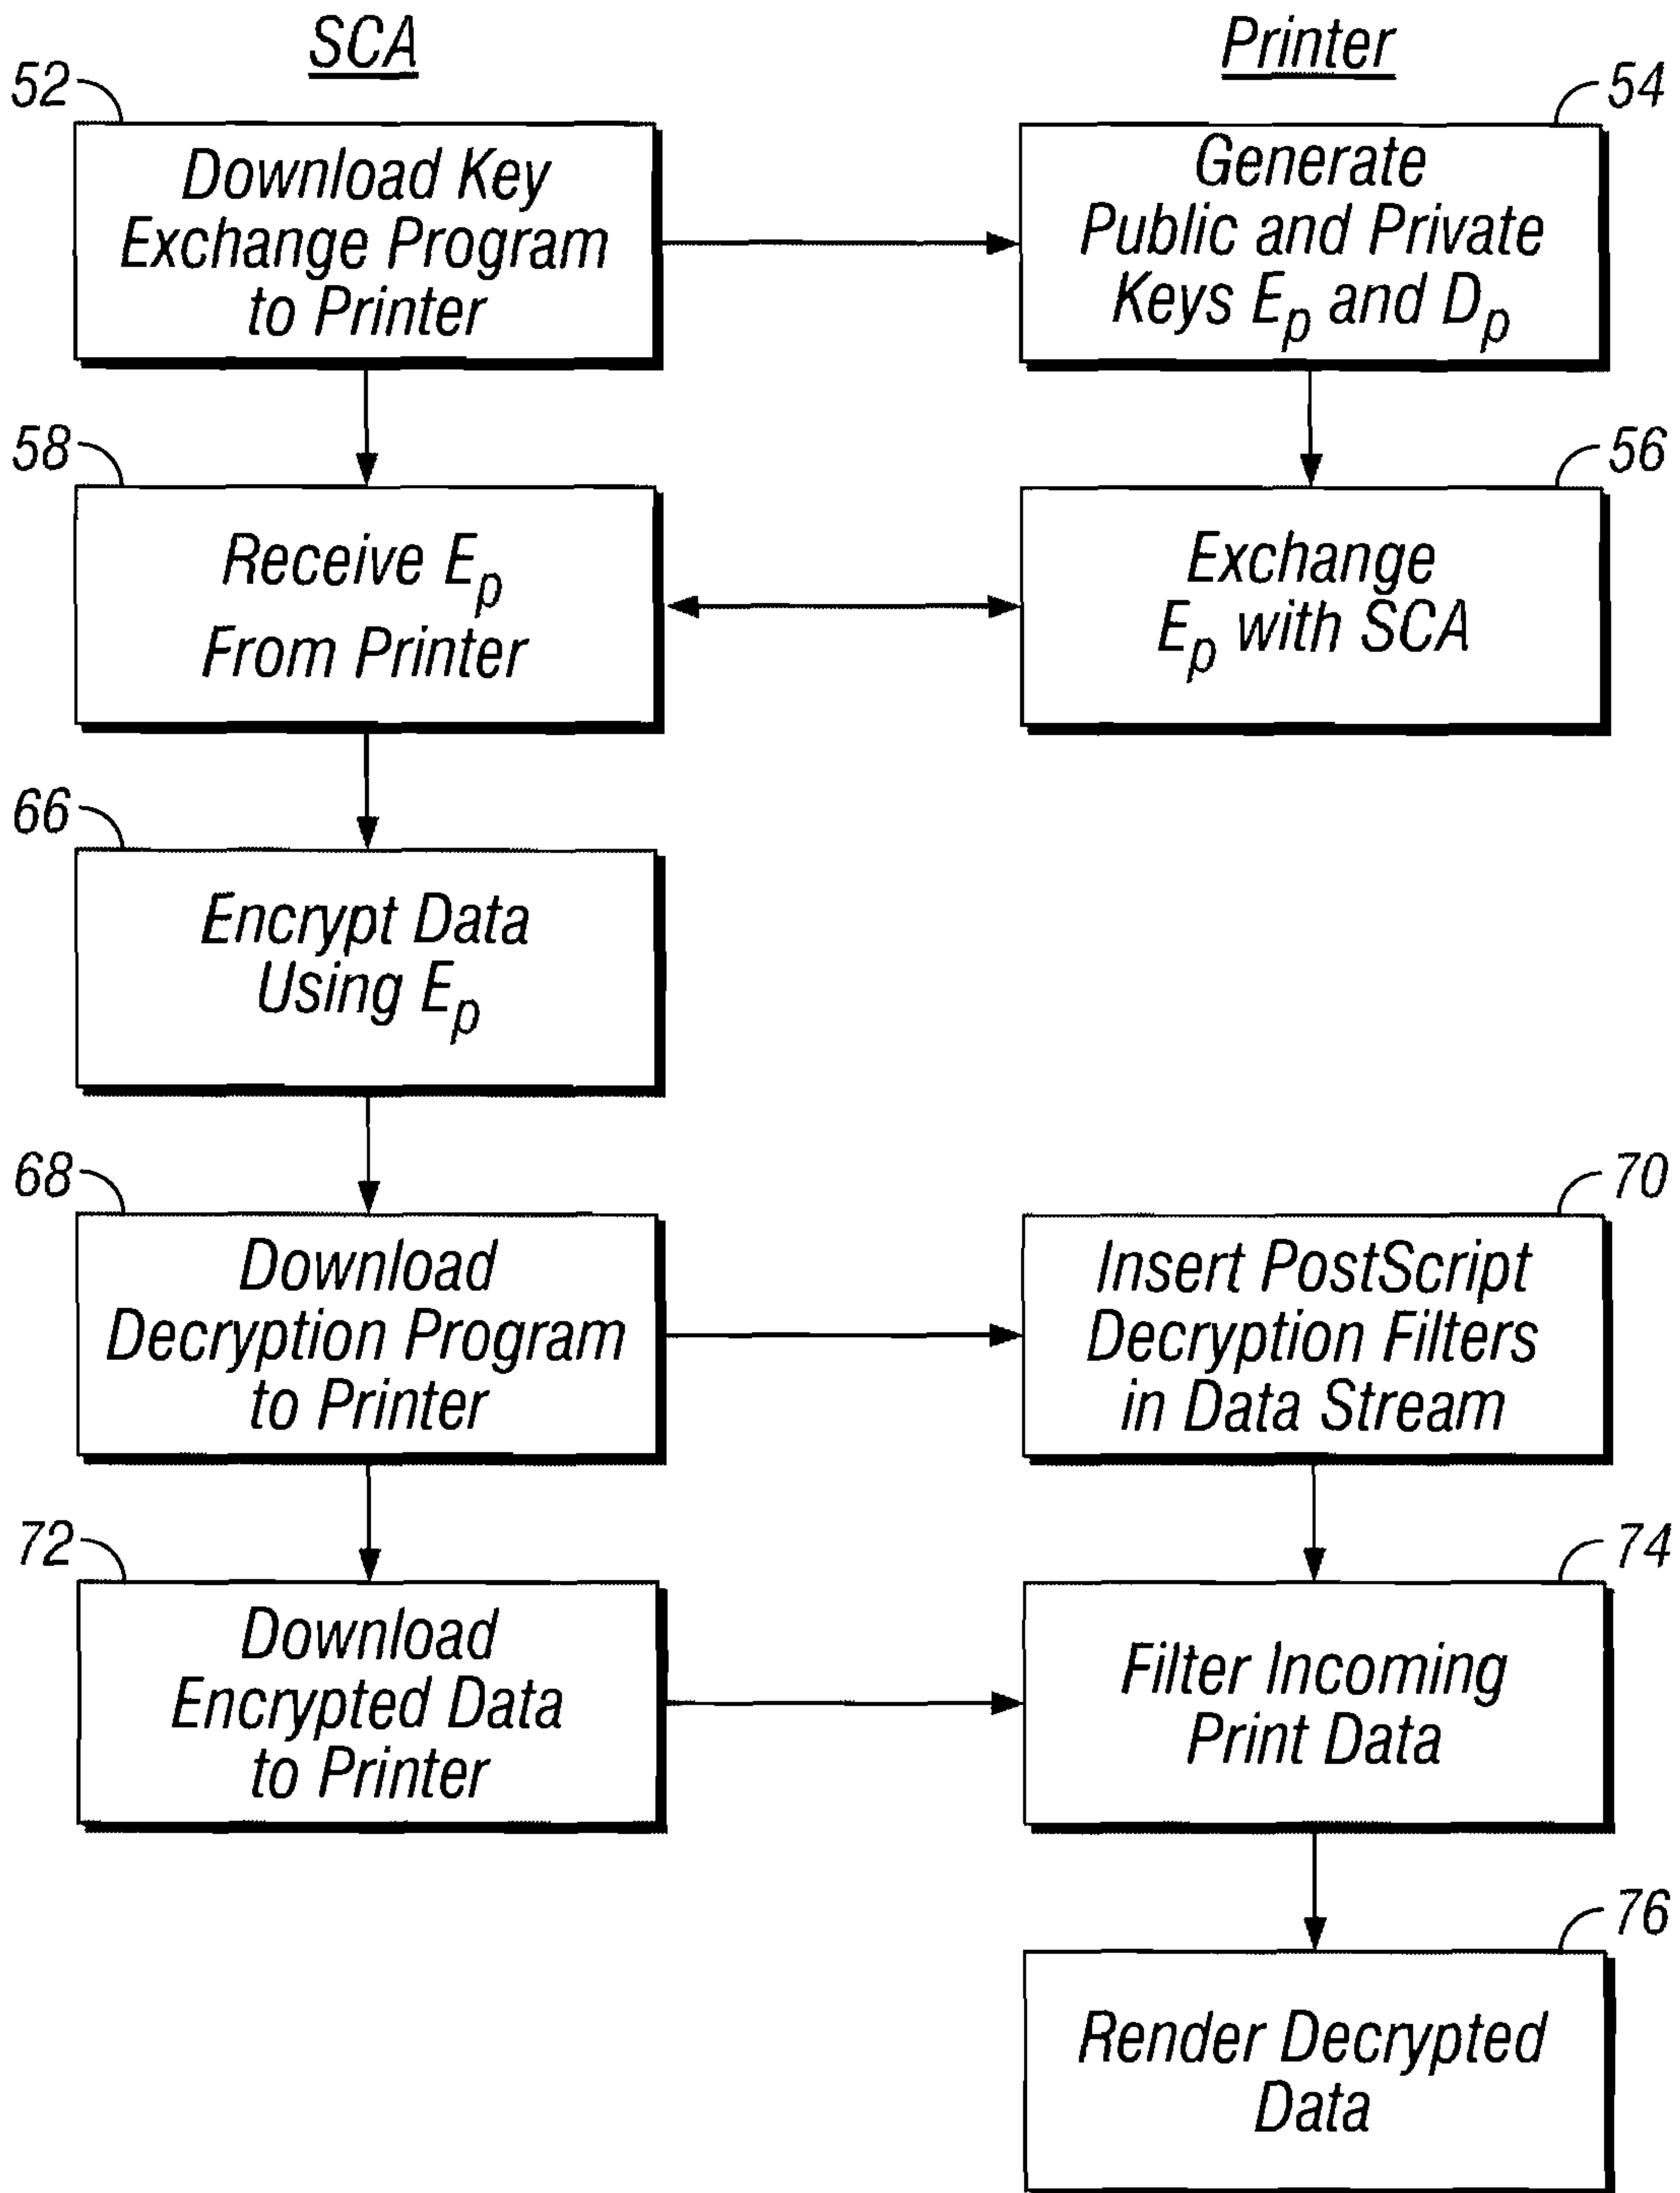 SCA
Printer
52
Download Key
Exchange Program
to Printer
54
Generate
Public and Private
Keys Ep and Dp
58
Receive Ep
From Printer
56
Exchange
Ep with SCA
66
Encrypt Data
Using Ep
68
Download
Decryption Program
to Printer
70
Insert PostScript
Decryption Filters
in Data Stream
72
Download
Encrypted Data
to Printer
74
Filter Incoming
Print Data
76
Render Decrypted
Data